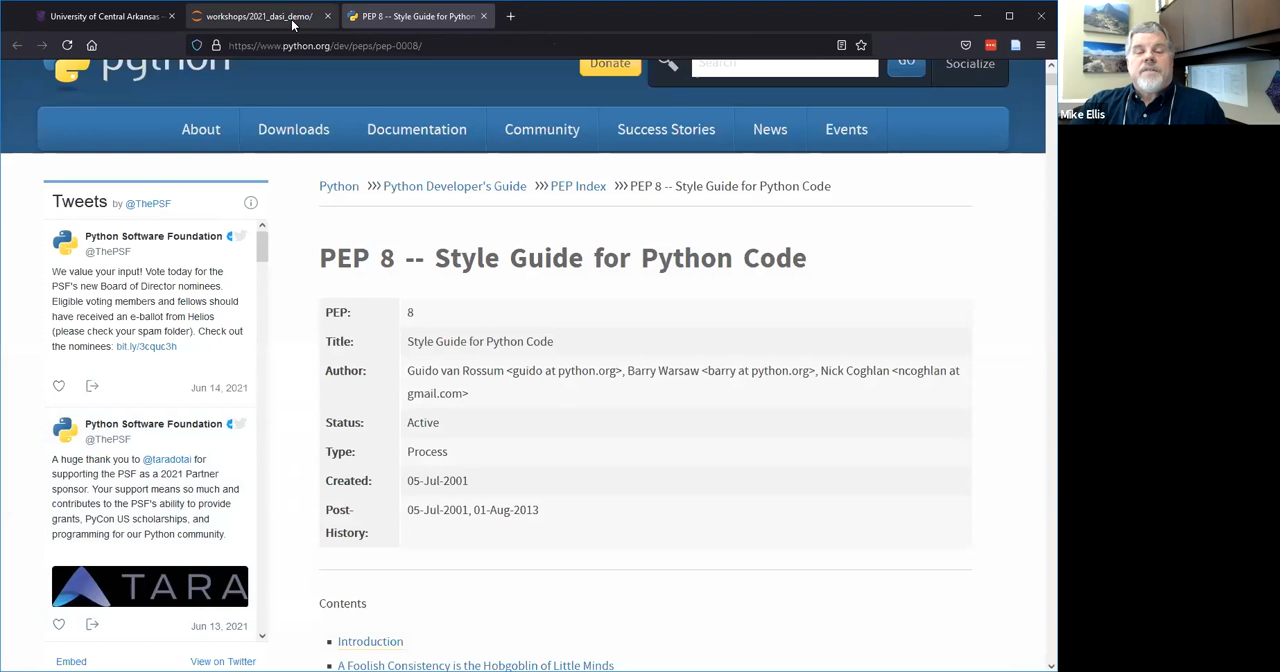 University of Central Arkansas –
workshops/2021_dasi_demo/
PEP 8 -- Style Guide for Python
https://www.python.org/dev/peps/pep-0008/
python
Donate
Search
GO
Socialize
Mike Ellis
About
Downloads
Documentation
Community
Success Stories
News
Events
Python >>> Python Developer's Guide >>> PEP Index >>> PEP 8 -- Style Guide for Python Code
Tweets by @ThePSF
Python Software Foundation
@ThePSF
We value your input! Vote today for the
PSF's new Board of Director nominees.
Eligible voting members and fellows should
have received an e-ballot from Helios
(please check your spam folder). Check out
the nominees: bit.ly/3cquc3h
Jun 14, 2021
Python Software Foundation
@ThePSF
A huge thank you to @taradotai for
supporting the PSF as a 2021 Partner
sponsor. Your support means so much and
contributes to the PSF's ability to provide
grants, PyCon US scholarships, and
programming for our Python community.
TARA
Jun 13, 2021
Embed
View on Twitter
PEP 8 -- Style Guide for Python Code
PEP: 8
Title: Style Guide for Python Code
Author: Guido van Rossum <guido at python.org>, Barry Warsaw <barry at python.org>, Nick Coghlan <ncoghlan at
gmail.com>
Status: Active
Type: Process
Created: 05-Jul-2001
Post- 05-Jul-2001, 01-Aug-2013
History:
Contents
Introduction
A Foolish Consistency is the Hobgoblin of Little Minds